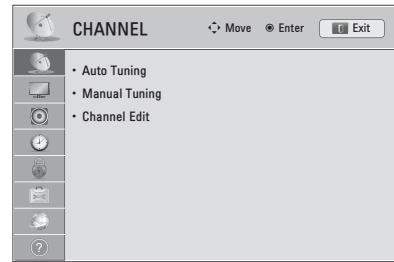 CHANNEL Move Enter Exit
• Auto Tuning
• Manual Tuning
• Channel Edit
?